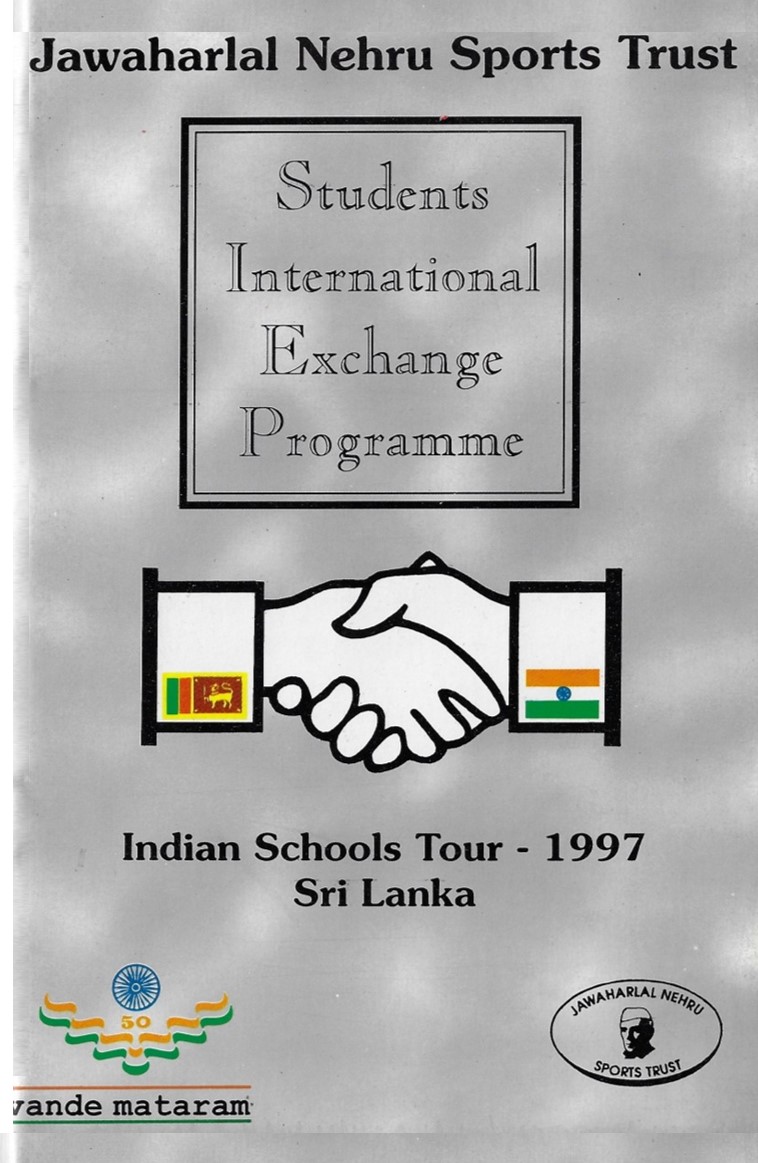 Jawaharlal Nehru Sports Trust
Students
International
Exchange
Programme
Indian Schools Tour - 1997
Sri Lanka
50
vande mataram
JAWAHARLAL NEHRU
SPORTS TRUST